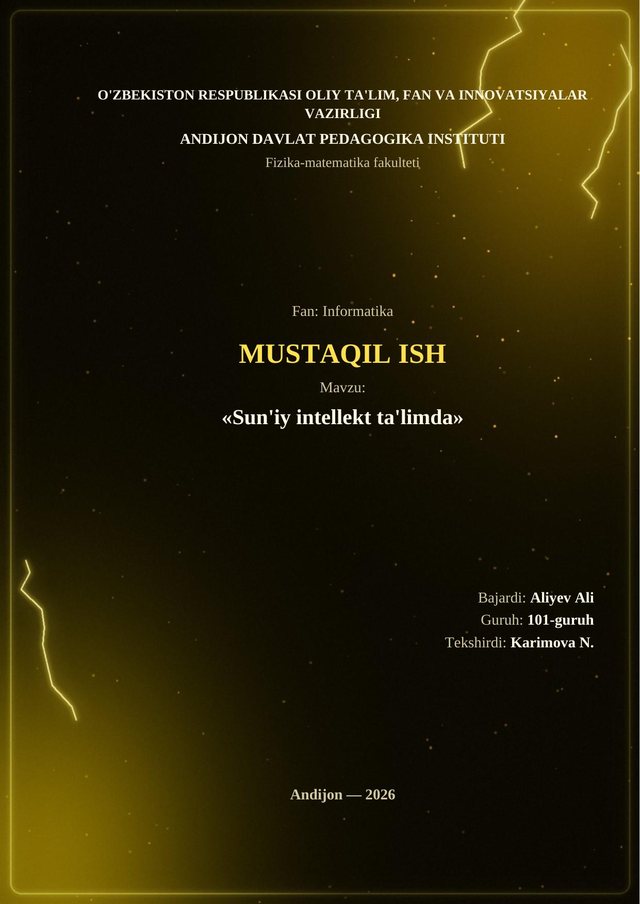 O'ZBEKISTON RESPUBLIKASI OLIY TA'LIM, FAN VA INNOVATSIYALAR
VAZIRLIGI
ANDIJON DAVLAT PEDAGOGIKA INSTITUTI
Fizika-matematika fakulteti
Fan: Informatika
MUSTAQIL ISH
Mavzu:
«Sun'iy intellekt ta'limda»
Bajardi: Aliyev Ali
Guruh: 101-guruh
Tekshirdi: Karimova N.
Andijon — 2026